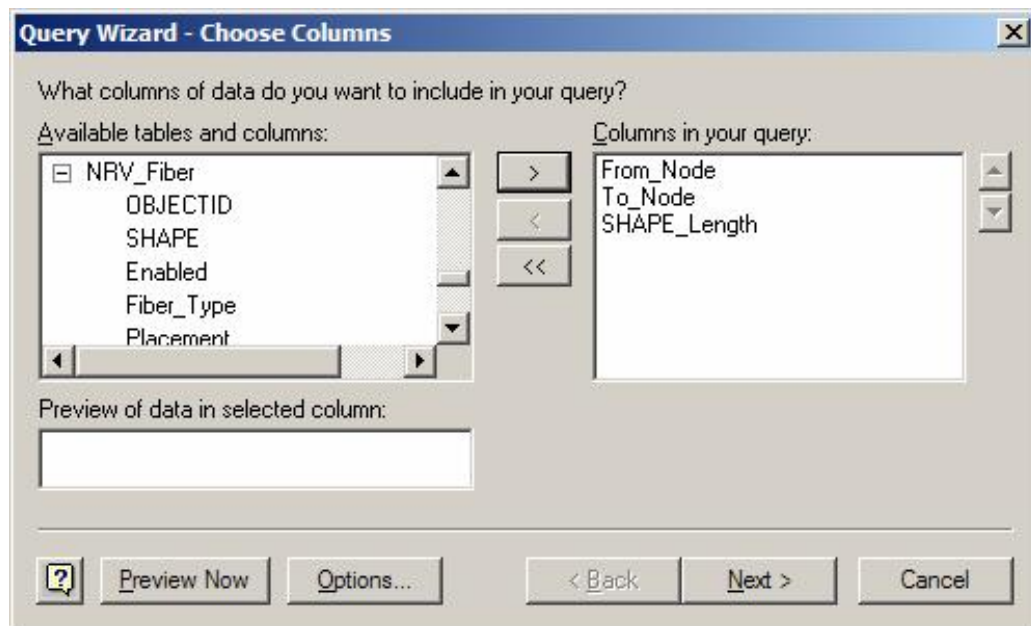 Query Wizard - Choose Columns
What columns of data do you want to include in your query?
Available tables and columns:
NRV_Fiber
OBJECTID
SHAPE
Enabled
Fiber_Type
Placement
>
<
<<
Columns in your query:
From_Node
To_Node
SHAPE_Length
Preview of data in selected column:
?
Preview Now
Options...
< Back
Next >
Cancel